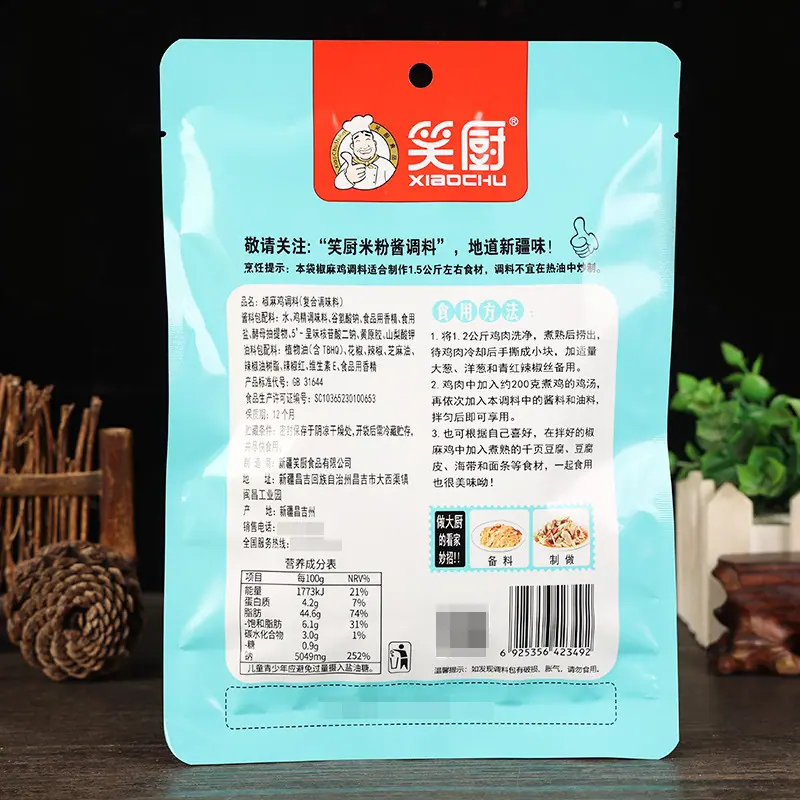 笑厨®
XIAOCHU
敬请关注:“笑厨米粉酱调料”，地道新疆味!
烹饪提示: 本袋椒麻鸡调料适合制作1.5公斤左右食材，调料不宜在热油中炒制。
品名: 椒麻鸡调料(复合调味料)
酱料包配料: 水、鸡精调味料、谷氨酸钠、食品用香精、食用
盐、酵母抽提物、5'-呈味核苷酸二钠、黄原胶、山梨酸钾
油料包配料: 植物油(含TBHQ)、花椒、辣椒、芝麻油、
辣椒油树脂、辣椒红、维生素E、食品用香精
产品标准代号: GB 31644
食品生产许可证编号: SC10365230100653
保质期: 12个月
贮藏条件: 密封保存于阴凉干燥处, 开袋后需冷藏贮存,
并尽快食用。
制 造 商: 新疆笑厨食品有限公司
地 址: 新疆昌吉回族自治州昌吉市大西渠镇
闽昌工业园
产 地: 新疆昌吉州
销售电话:
全国服务热线:
营养成分表
项目 每100g NRV%
能量 1773kJ 21%
蛋白质 4.2g 7%
脂肪 44.6g 74%
-饱和脂肪 6.1g 31%
碳水化合物 3.0g 1%
-糖 0.9g
钠 5049mg 252%
儿童青少年应避免过量摄入盐油糖。
食用方法:
1. 将1.2公斤鸡肉洗净，煮熟后捞出，
待鸡肉冷却后手撕成小块，加适量
大葱、洋葱和青红辣椒丝备用。
2. 鸡肉中加入约200克煮鸡的鸡汤，
再依次加入本调料中的酱料和油料，
拌匀后即可享用。
3. 也可根据自己喜好，在拌好的椒
麻鸡中加入煮熟的千页豆腐、豆腐
皮、海带和面条等食材，一起食用
也很美味呦!
做大厨
的看家
妙招!!
备料
制做
6 925356 423492
温馨提示: 如发现调料包有破损、胀气，请勿食用。